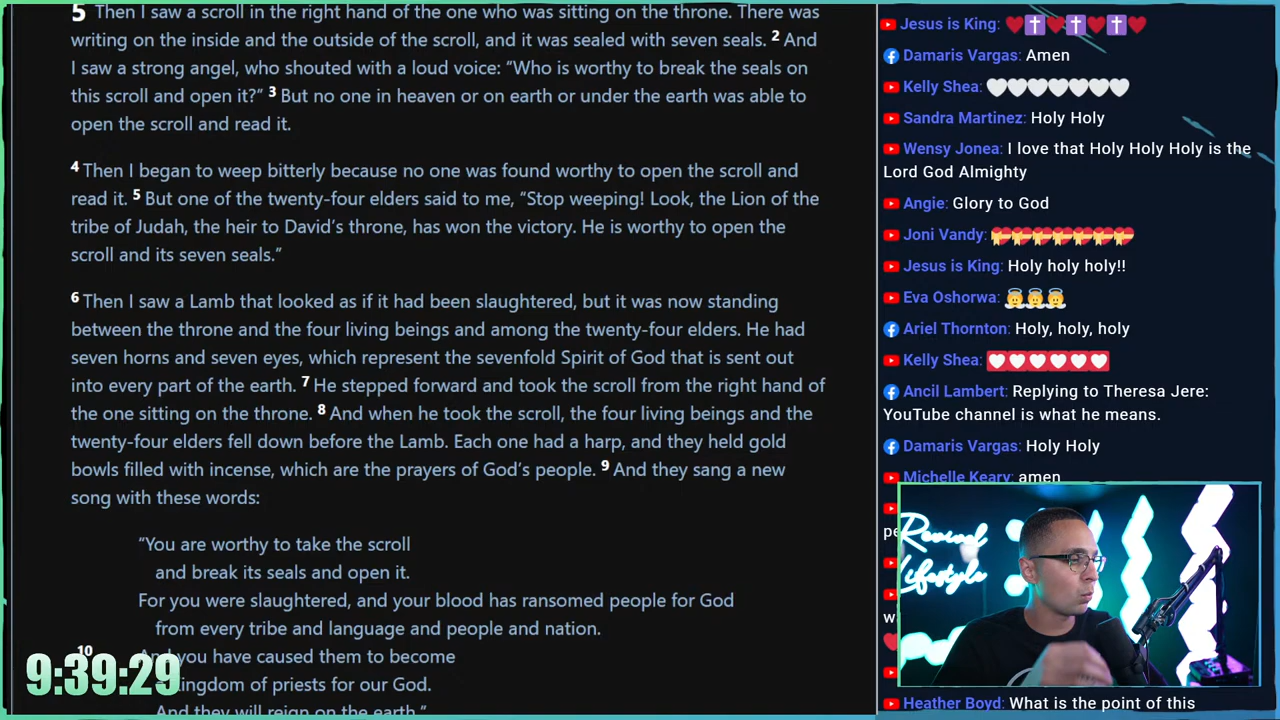 5 Then I saw a scroll in the right hand of the one who was sitting on the throne. There was
writing on the inside and the outside of the scroll, and it was sealed with seven seals. 2 And
I saw a strong angel, who shouted with a loud voice: “Who is worthy to break the seals on
this scroll and open it?” 3 But no one in heaven or on earth or under the earth was able to
open the scroll and read it.
4 Then I began to weep bitterly because no one was found worthy to open the scroll and
read it. 5 But one of the twenty-four elders said to me, “Stop weeping! Look, the Lion of the
tribe of Judah, the heir to David’s throne, has won the victory. He is worthy to open the
scroll and its seven seals.”
6 Then I saw a Lamb that looked as if it had been slaughtered, but it was now standing
between the throne and the four living beings and among the twenty-four elders. He had
seven horns and seven eyes, which represent the sevenfold Spirit of God that is sent out
into every part of the earth. 7 He stepped forward and took the scroll from the right hand of
the one sitting on the throne. 8 And when he took the scroll, the four living beings and the
twenty-four elders fell down before the Lamb. Each one had a harp, and they held gold
bowls filled with incense, which are the prayers of God’s people. 9 And they sang a new
song with these words:
“You are worthy to take the scroll
and break its seals and open it.
For you were slaughtered, and your blood has ransomed people for God
from every tribe and language and people and nation.
10 And you have caused them to become
kingdom of priests for our God.
And they will reign on the earth.”
9:39:29
Jesus is King: ♥✝♥✝♥✝♥
Damaris Vargas: Amen
Kelly Shea: 🤍🤍🤍🤍🤍🤍🤍
Sandra Martinez: Holy Holy
Wensy Jonea: I love that Holy Holy Holy is the
Lord God Almighty
Angie: Glory to God
Joni Vandy: 💝💝💝💝💝💝💝
Jesus is King: Holy holy holy!!
Eva Oshorwa: 👼👼👼
Ariel Thornton: Holy, holy, holy
Kelly Shea: 💟💟💟💟💟💟
Ancil Lambert: Replying to Theresa Jere:
YouTube channel is what he means.
Damaris Vargas: Holy Holy
Michelle Keary: amen
Revival
Lifestyle
Heather Boyd: What is the point of this